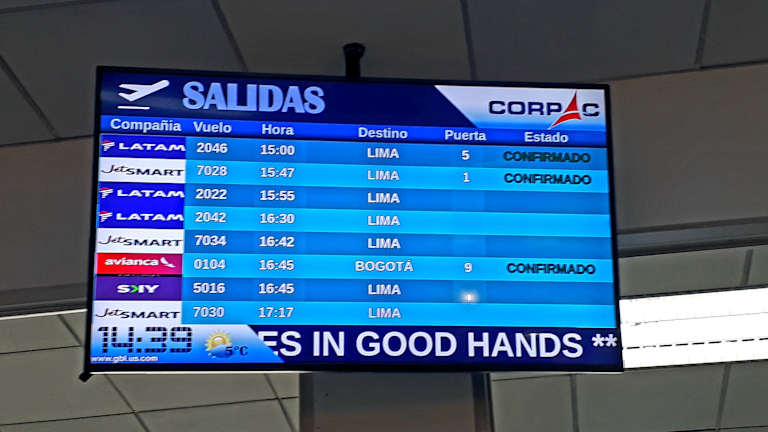 SALIDAS CORPAC
Compañia Vuelo Hora Destino Puerta Estado
LATAM 2046 15:00 LIMA 5 CONFIRMADO
JetSMART 7028 15:47 LIMA 1 CONFIRMADO
LATAM 2022 15:55 LIMA
LATAM 2042 16:30 LIMA
JetSMART 7034 16:42 LIMA
avianca 0104 16:45 BOGOTÁ 9 CONFIRMADO
SKY 5016 16:45 LIMA
JetSMART 7030 17:17 LIMA
14:39 5°C ES IN GOOD HANDS **
www.gbl.us.com